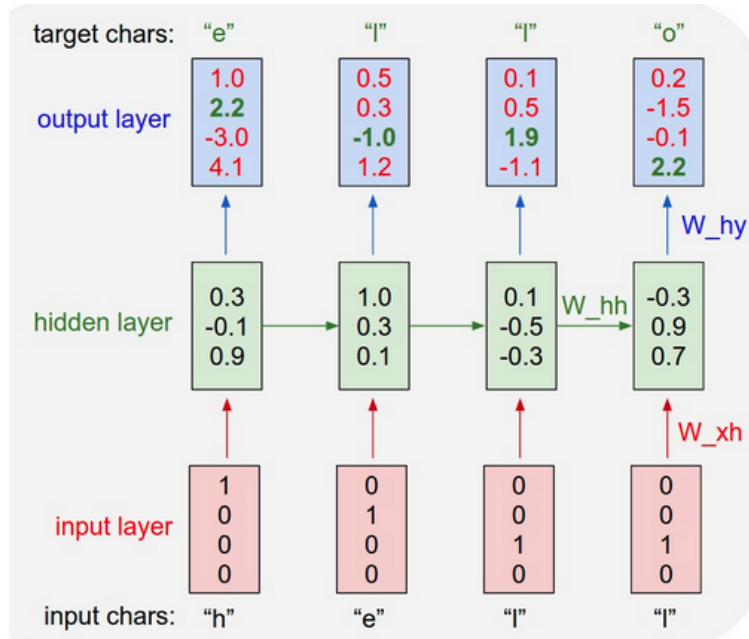 target chars: “e” “l” “l” “o”
1.0 0.5 0.1 0.2
2.2 0.3 0.5 -1.5
output layer
-3.0 -1.0 1.9 -0.1
4.1 1.2 -1.1 2.2
W_hy
0.3 1.0 0.1 -0.3
W_hh
hidden layer
-0.1 0.3 -0.5 0.9
0.9 0.1 -0.3 0.7
W_xh
1 0 0 0
0 1 0 0
input layer
0 0 1 1
0 0 0 0
input chars: “h” “e” “l” “l”